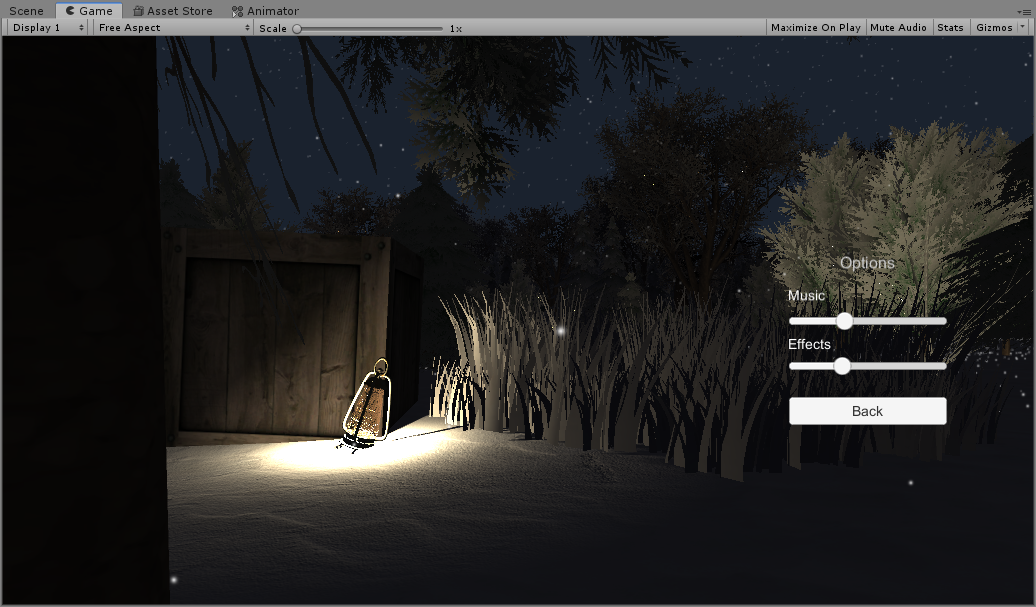 Scene Game Asset Store Animator
Display 1 Free Aspect Scale 1x Maximize On Play Mute Audio Stats Gizmos
Options
Music
Effects
Back